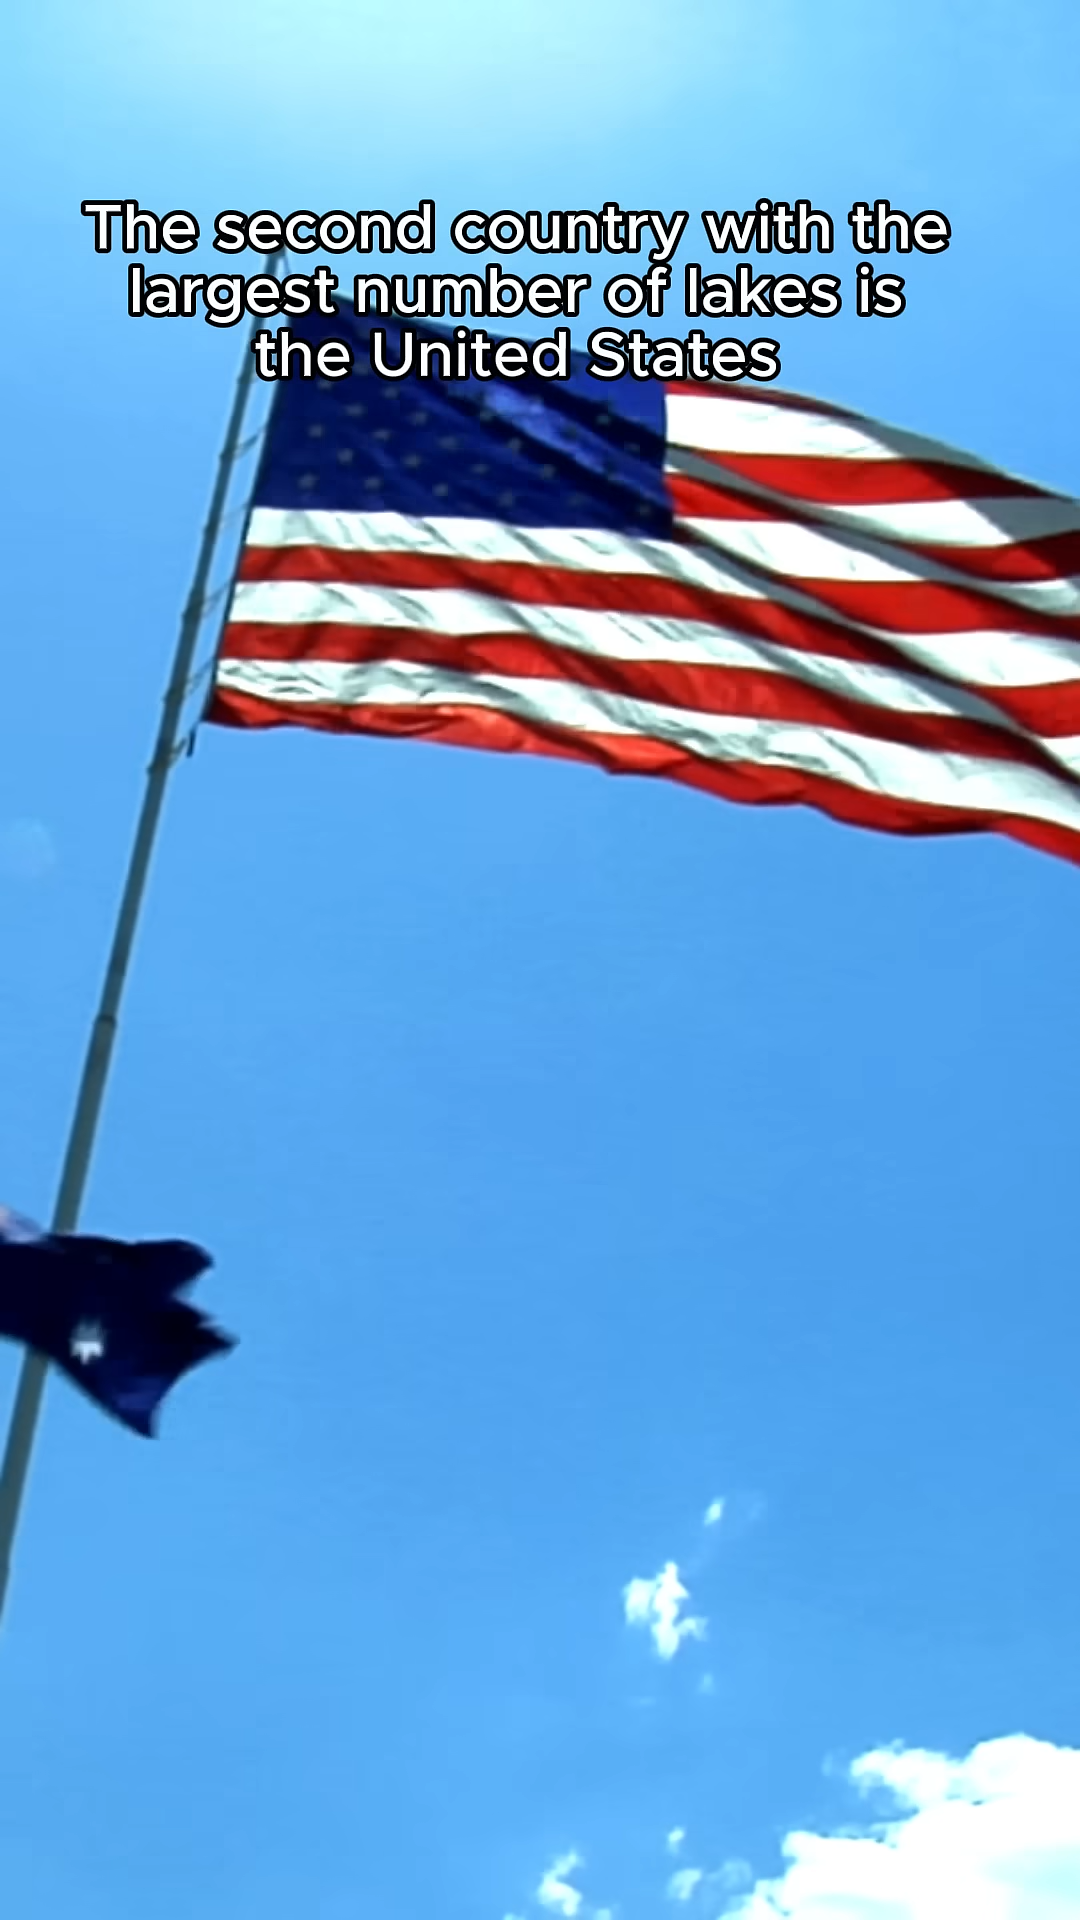 The second country with the
largest number of lakes is
the United States